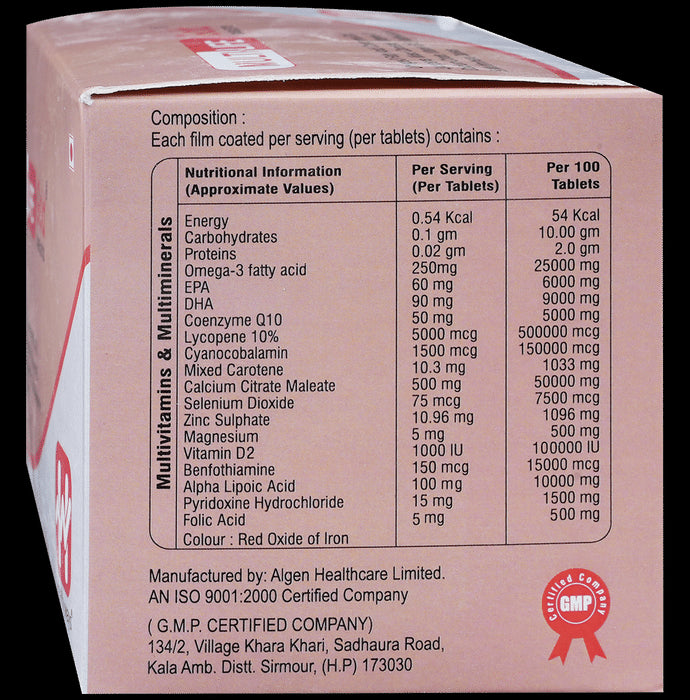 Composition :
Each film coated per serving (per tablets) contains :
Multivitamins & Multiminerals
Nutritional Information (Approximate Values) Per Serving (Per Tablets) Per 100 Tablets
Energy 0.54 Kcal 54 Kcal
Carbohydrates 0.1 gm 10.00 gm
Proteins 0.02 gm 2.0 gm
Omega-3 fatty acid 250mg 25000 mg
EPA 60 mg 6000 mg
DHA 90 mg 9000 mg
Coenzyme Q10 50 mg 5000 mg
Lycopene 10% 5000 mcg 500000 mcg
Cyanocobalamin 1500 mcg 150000 mcg
Mixed Carotene 10.3 mg 1033 mg
Calcium Citrate Maleate 500 mg 50000 mg
Selenium Dioxide 75 mcg 7500 mcg
Zinc Sulphate 10.96 mg 1096 mg
Magnesium 5 mg 500 mg
Vitamin D2 1000 IU 100000 IU
Benfothiamine 150 mcg 15000 mcg
Alpha Lipoic Acid 100 mg 10000 mg
Pyridoxine Hydrochloride 15 mg 1500 mg
Folic Acid 5 mg 500 mg
Colour : Red Oxide of Iron
Manufactured by: Algen Healthcare Limited.
AN ISO 9001:2000 Certified Company
( G.M.P. CERTIFIED COMPANY)
134/2, Village Khara Khari, Sadhaura Road,
Kala Amb. Distt. Sirmour, (H.P) 173030
Certified Company
GMP